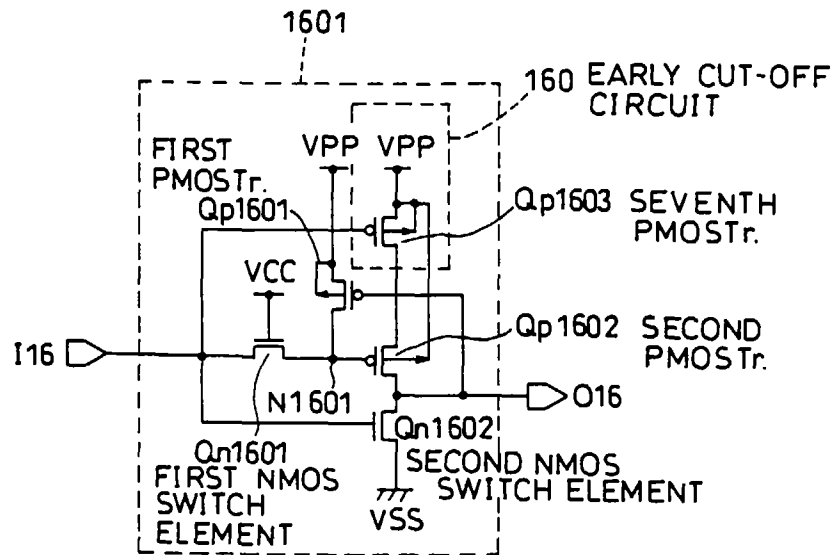 1601
160 EARLY CUT-OFF
CIRCUIT
VPP VPP
FIRST
PMOSTr.
Qp1601
Qp1603 SEVENTH
PMOSTr.
VCC
Qp1602 SECOND
PMOSTr.
I16
N1601
O16
Qn1601
Qn1602
FIRST NMOS
SWITCH
ELEMENT
SECOND NMOS
SWITCH ELEMENT
VSS